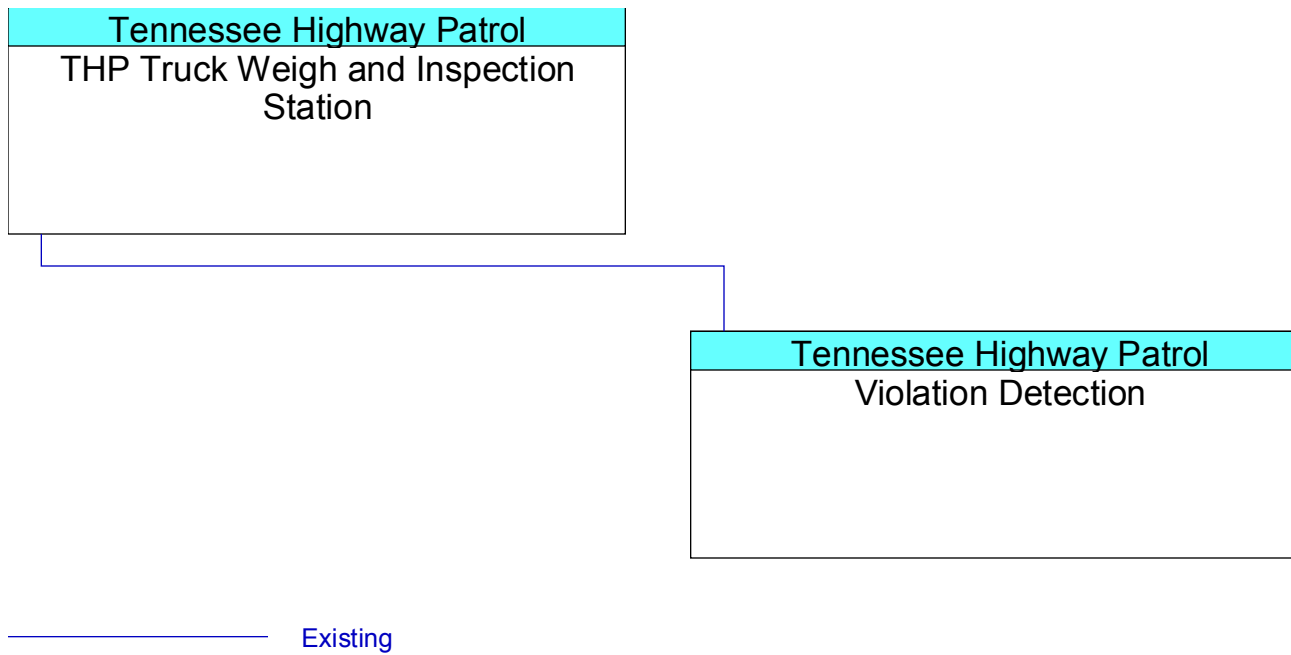 Tennessee Highway Patrol
THP Truck Weigh and Inspection
Station
Tennessee Highway Patrol
Violation Detection
Existing